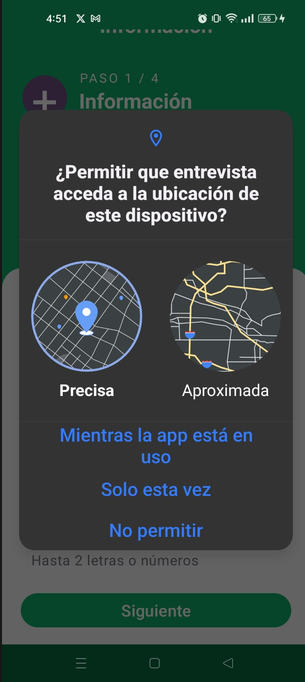 4:51
65
Información
PASO 1 / 4
Información
¿Permitir que entrevista
acceda a la ubicación de
este dispositivo?
Precisa
Aproximada
Mientras la app está en
uso
Solo esta vez
No permitir
Hasta 2 letras o números
Siguiente